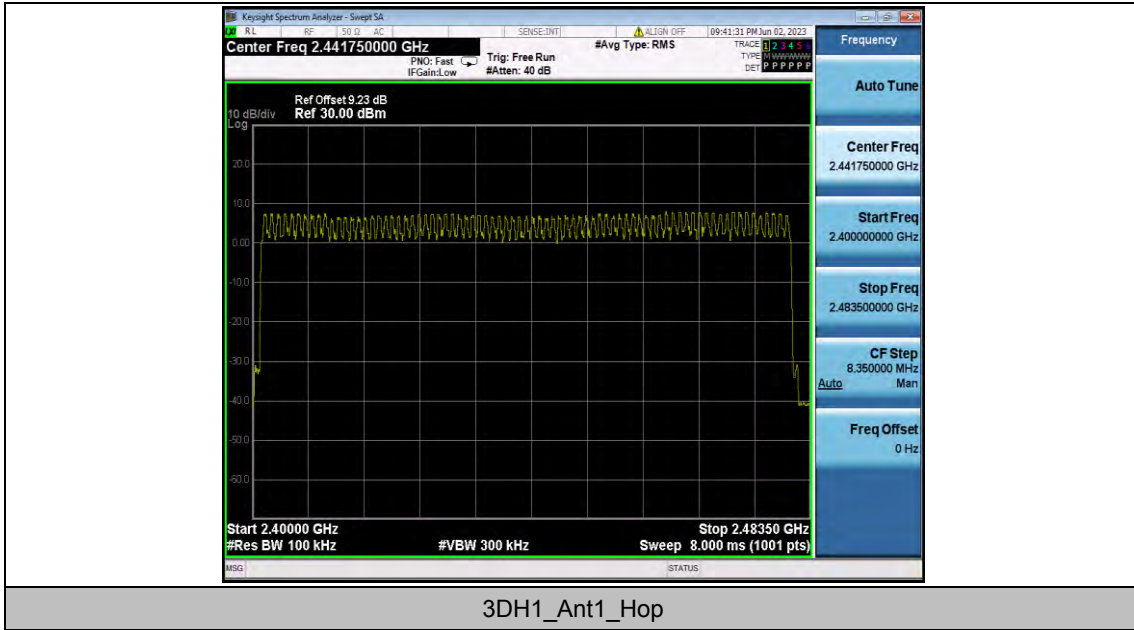 Keysight Spectrum Analyzer - Swept SA
RL RF 50 Ω AC SENSE:INT ALIGN OFF 09:41:31 PM Jun 02, 2023
Center Freq 2.441750000 GHz #Avg Type: RMS TRACE 1 2 3 4 5 6
PNO: Fast Trig: Free Run TYPE M WWWWW
IFGain:Low #Atten: 40 dB DET P P P P P P
Ref Offset 9.23 dB
10 dB/div Ref 30.00 dBm
Log
20.0
10.0
0.00
-10.0
-20.0
-30.0
-40.0
-50.0
-60.0
Start 2.40000 GHz Stop 2.48350 GHz
#Res BW 100 kHz #VBW 300 kHz Sweep 8.000 ms (1001 pts)
MSG STATUS
Frequency
Auto Tune
Center Freq
2.441750000 GHz
Start Freq
2.400000000 GHz
Stop Freq
2.483500000 GHz
CF Step
8.350000 MHz
Auto Man
Freq Offset
0 Hz
3DH1_Ant1_Hop